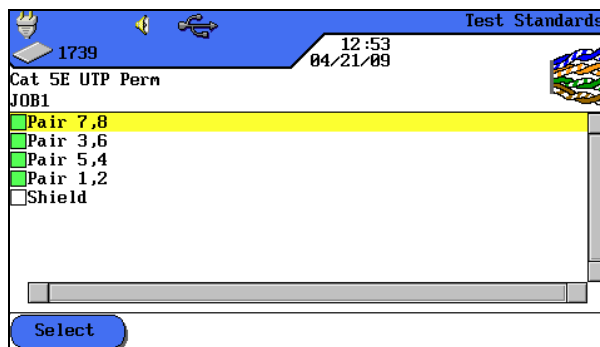 Test Standards
1739
12:53
04/21/09
Cat 5E UTP Perm
JOB1
Pair 7,8
Pair 3,6
Pair 5,4
Pair 1,2
Shield
Select